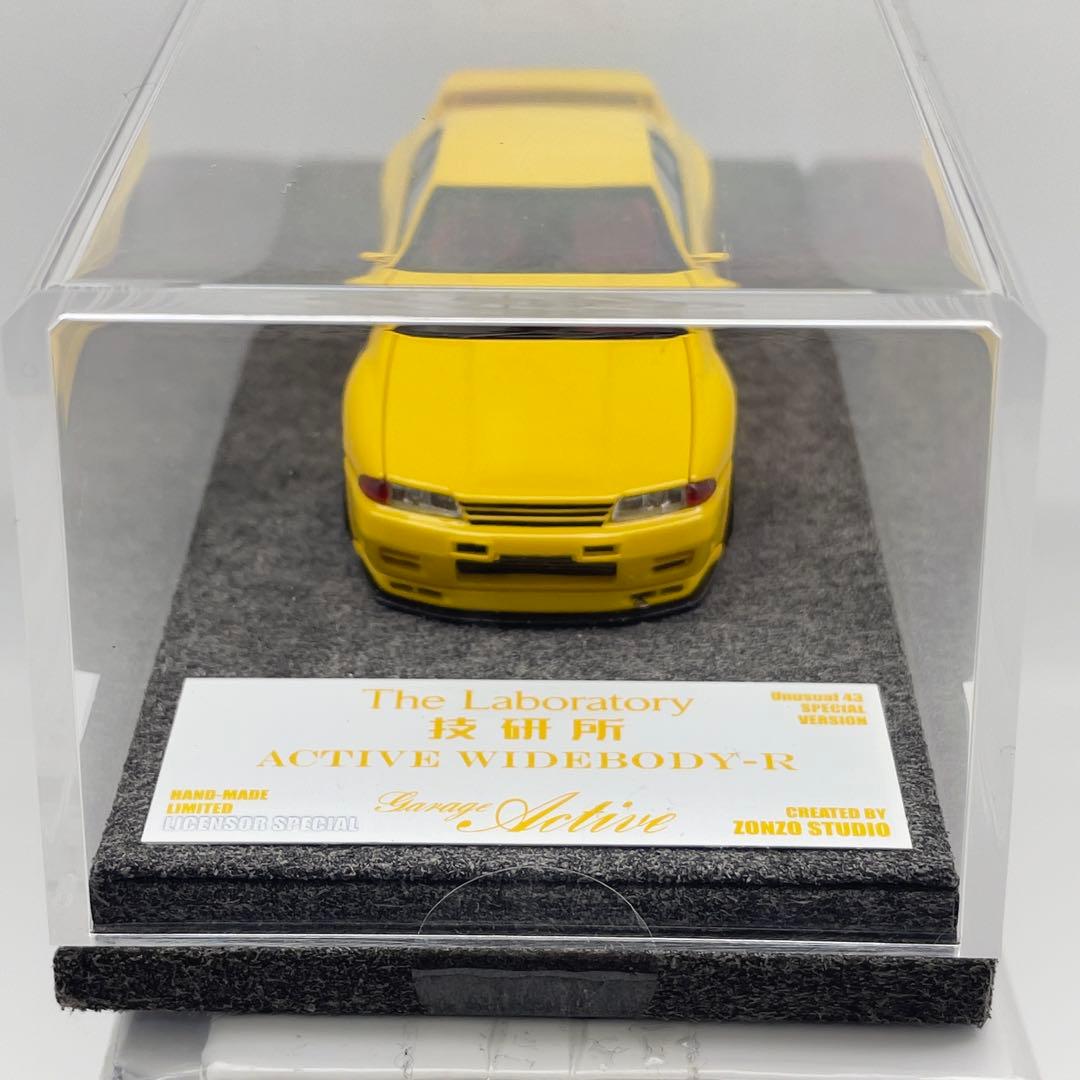 The Laboratory
技研所
ACTIVE WIDEBODY-R
Unusual 43
SPECIAL
VERSION
HAND-MADE
LIMITED
LICENSOR SPECIAL
Garage Active
CREATED BY
ZONZO STUDIO